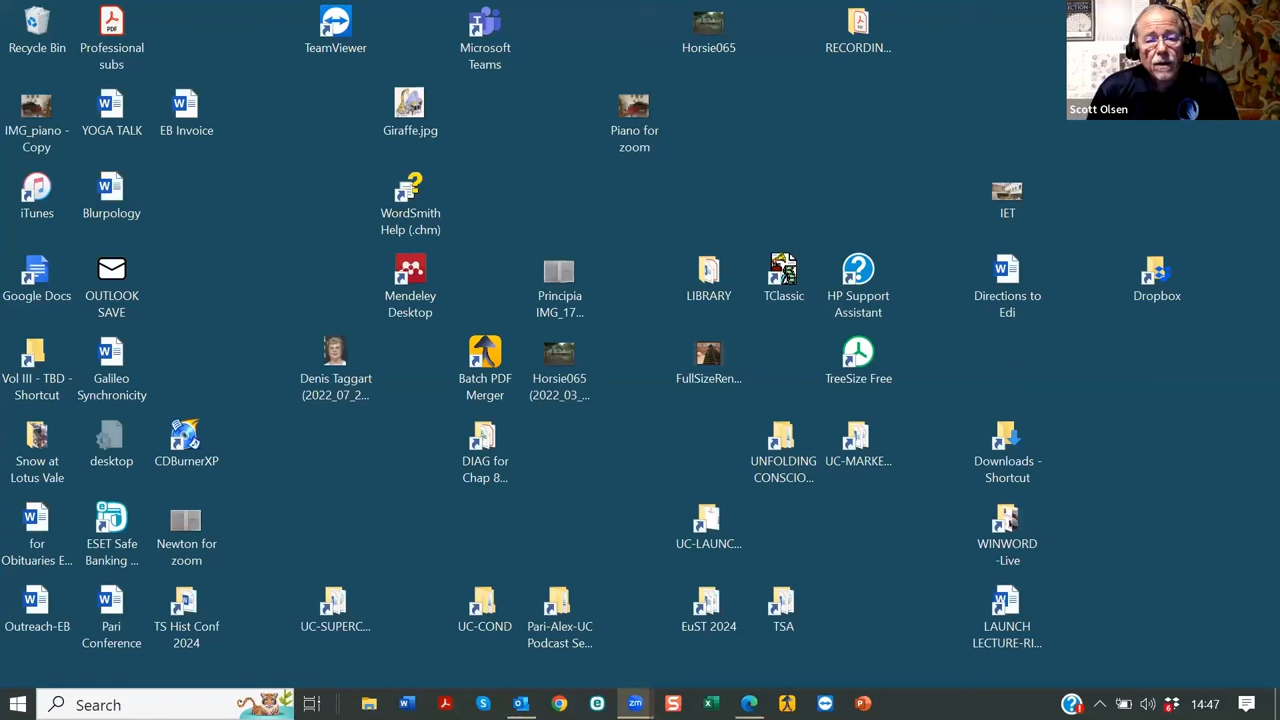 Recycle Bin
Professional
subs
TeamViewer
Microsoft
Teams
Horsie065
RECORDIN...
Scott Olsen
IMG_piano -
Copy
YOGA TALK
EB Invoice
Giraffe.jpg
Piano for
zoom
iTunes
Blurpology
WordSmith
Help (.chm)
IET
Google Docs
OUTLOOK
SAVE
Mendeley
Desktop
Principia
IMG_17...
LIBRARY
TClassic
HP Support
Assistant
Directions to
Edi
Dropbox
Vol III - TBD -
Shortcut
Galileo
Synchronicity
Denis Taggart
(2022_07_2...
Batch PDF
Merger
Horsie065
(2022_03_...
FullSizeRen...
TreeSize Free
Snow at
Lotus Vale
desktop
CDBurnerXP
DIAG for
Chap 8...
UNFOLDING
CONSCIO...
UC-MARKE...
Downloads -
Shortcut
for
Obituaries E...
ESET Safe
Banking ...
Newton for
zoom
UC-LAUNC...
WINWORD
-Live
Outreach-EB
Pari
Conference
TS Hist Conf
2024
UC-SUPERC...
UC-COND
Pari-Alex-UC
Podcast Se...
EuST 2024
TSA
LAUNCH
LECTURE-RI...
Search
zm
14:47